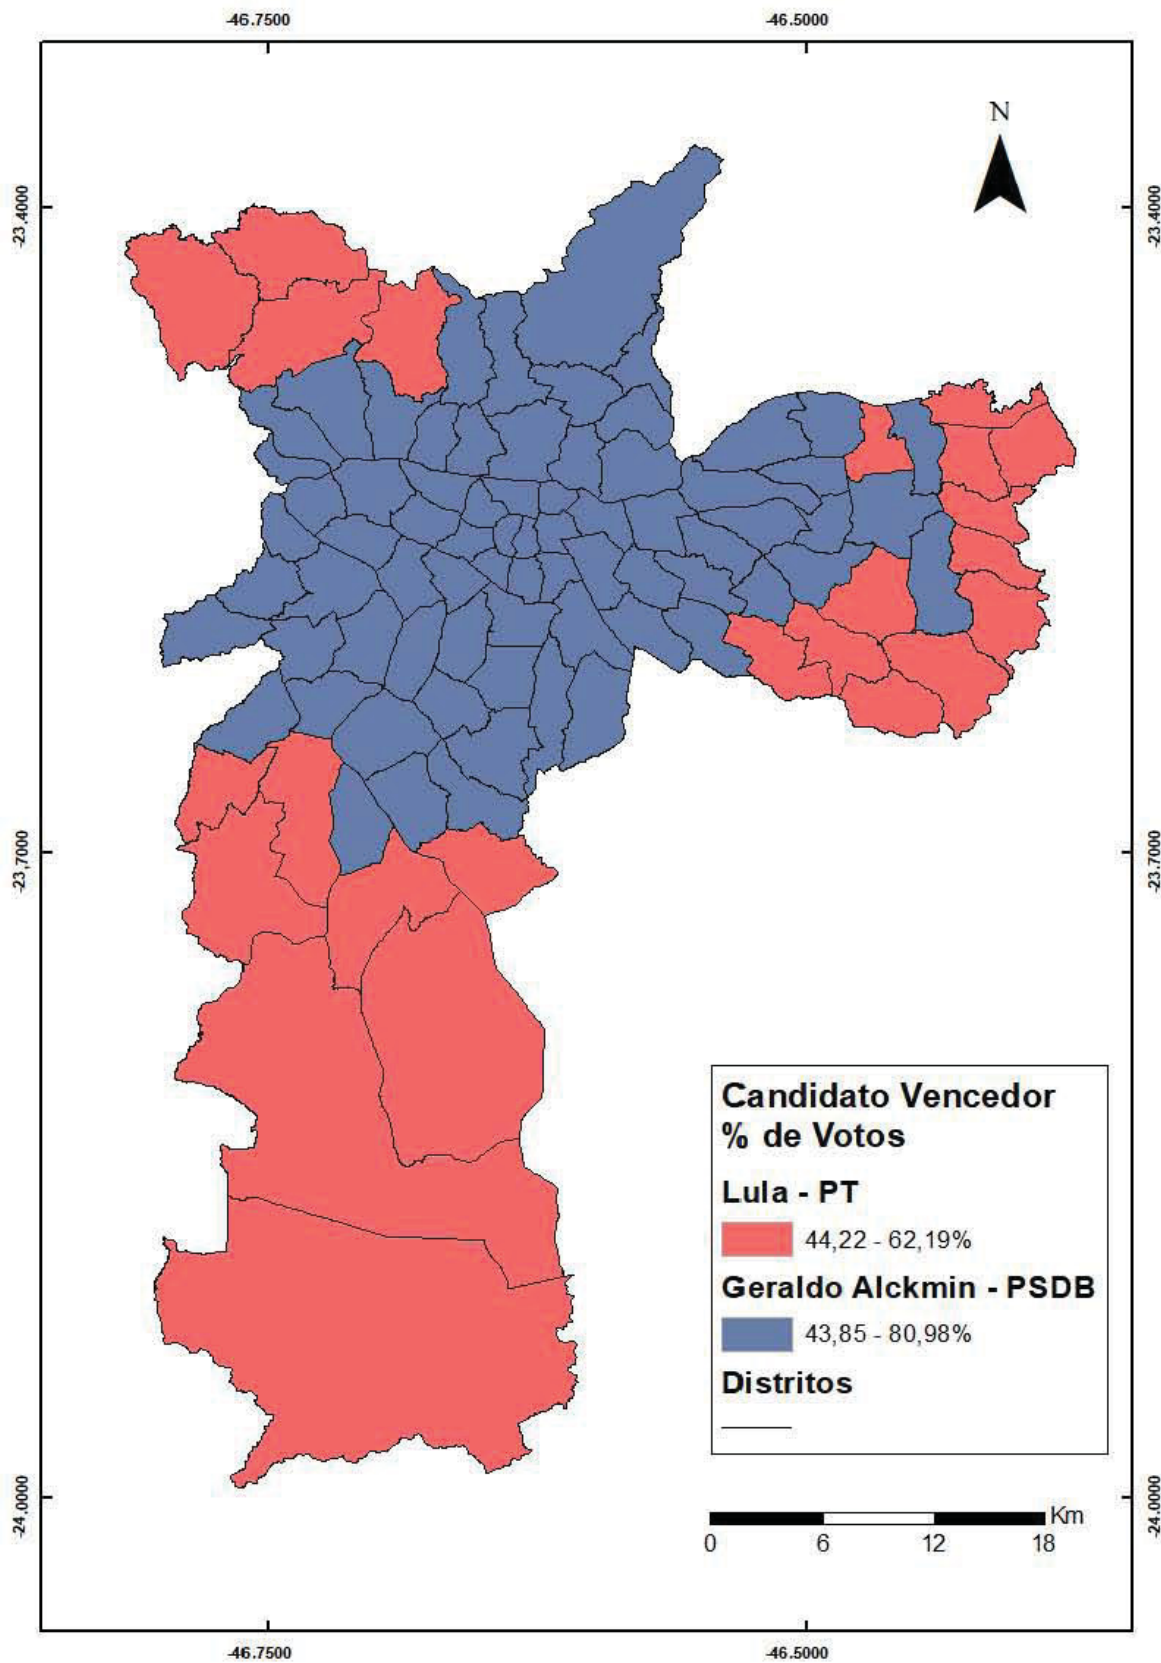 -46.7500 -46.5000
N
-23,4000 -23.4000
-23,7000 -23.7000
Candidato Vencedor
% de Votos
Lula - PT
44,22 - 62,19%
Geraldo Alckmin - PSDB
43,85 - 80,98%
Distritos
-24.0000 -24.0000
Km
0 6 12 18
-46.7500 -46.5000